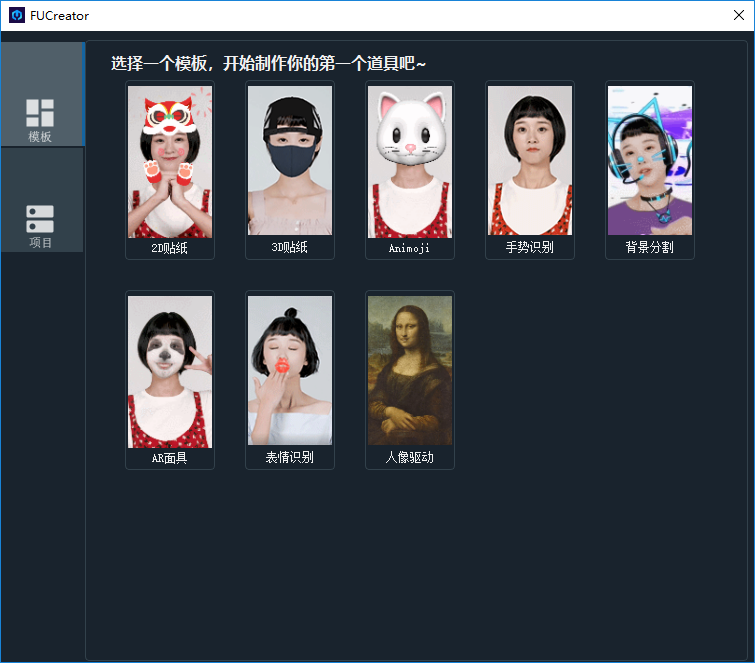 FUCreator
选择一个模板，开始制作你的第一个道具吧~
模板
项目
2D贴纸
3D贴纸
Animoji
手势识别
背景分割
AR面具
表情识别
人像驱动